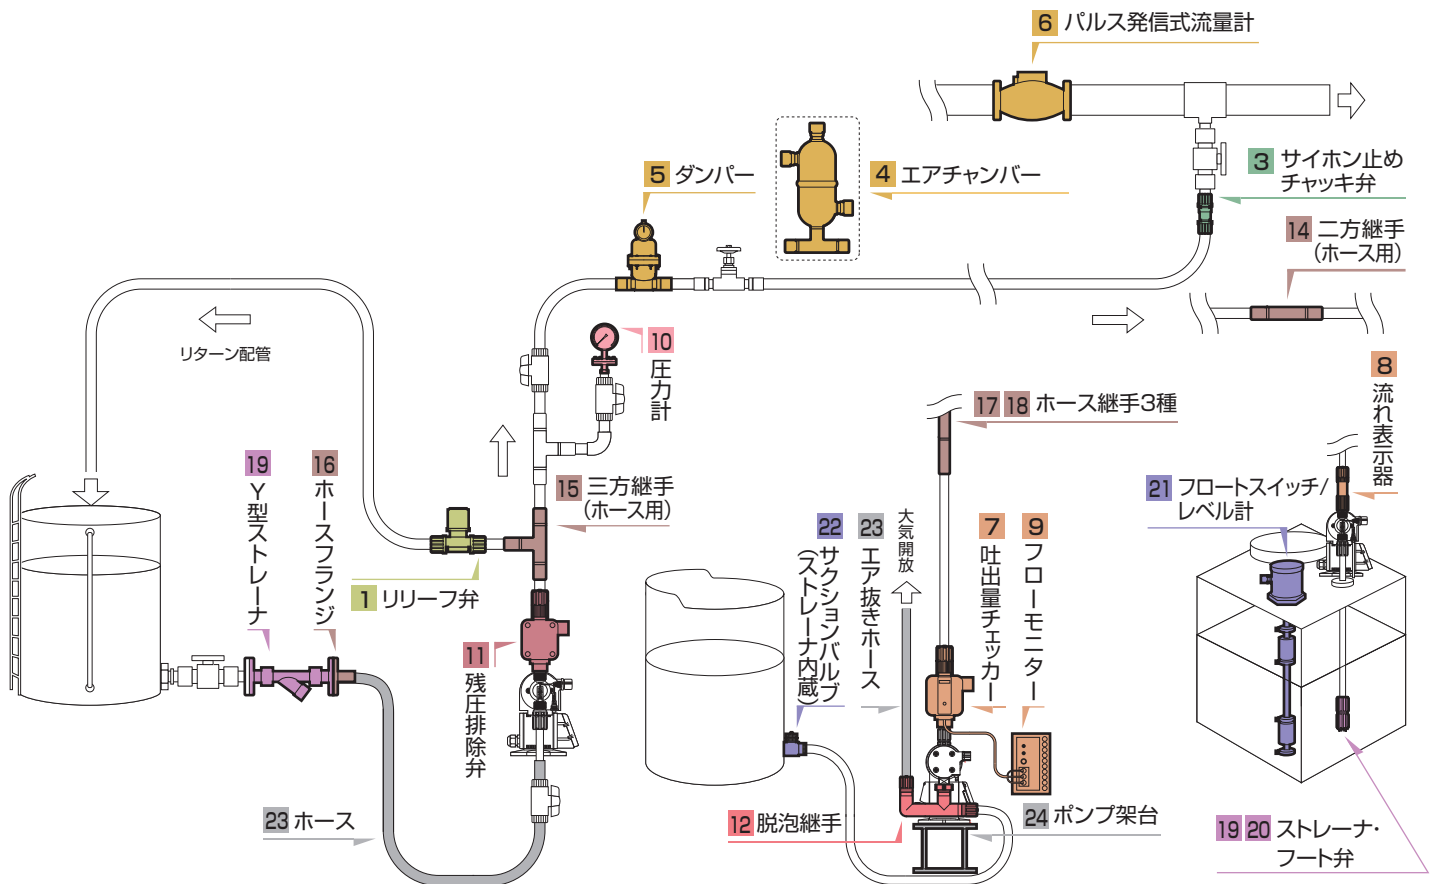 6 パルス発信式流量計
5 ダンパー
4 エアチャンバー
3 サイホン止め
チャッキ弁
14 二方継手
(ホース用)
リターン配管
10 圧力計
8 流れ表示器
17 18 ホース継手3種
19 Y型ストレーナ
16 ホースフランジ
15 三方継手
(ホース用)
1 リリーフ弁
11 残圧排除弁
22 サクションバルブ
(ストレーナ内蔵)
23 エア抜きホース
大気開放
7 吐出量チェッカー
9 フローモニター
21 フロートスイッチ/
レベル計
23 ホース
12 脱泡継手
24 ポンプ架台
19 20 ストレーナ・
フート弁